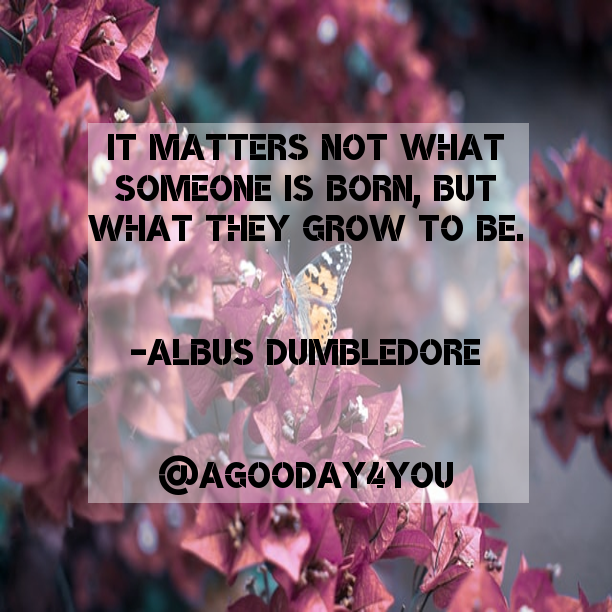 IT MATTERS NOT WHAT
SOMEONE IS BORN, BUT
WHAT THEY GROW TO BE.
-ALBUS DUMBLEDORE
@AGOODAY4YOU